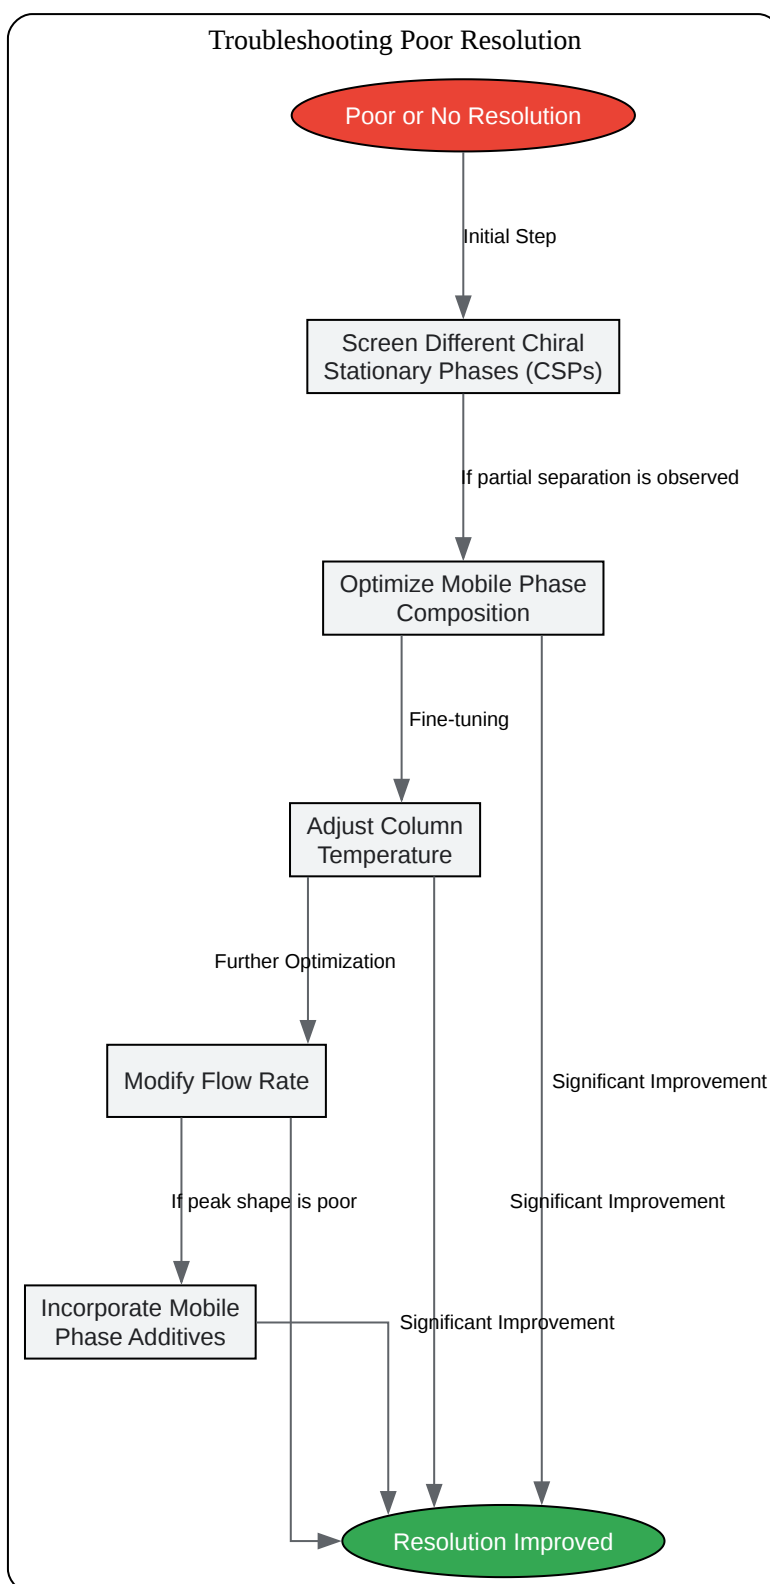 Troubleshooting Poor Resolution
Poor or No Resolution
Initial Step
Screen Different Chiral
Stationary Phases (CSPs)
If partial separation is observed
Optimize Mobile Phase
Composition
Fine-tuning
Adjust Column
Temperature
Further Optimization
Modify Flow Rate
Significant Improvement
If peak shape is poor
Significant Improvement
Incorporate Mobile
Phase Additives
Significant Improvement
Resolution Improved